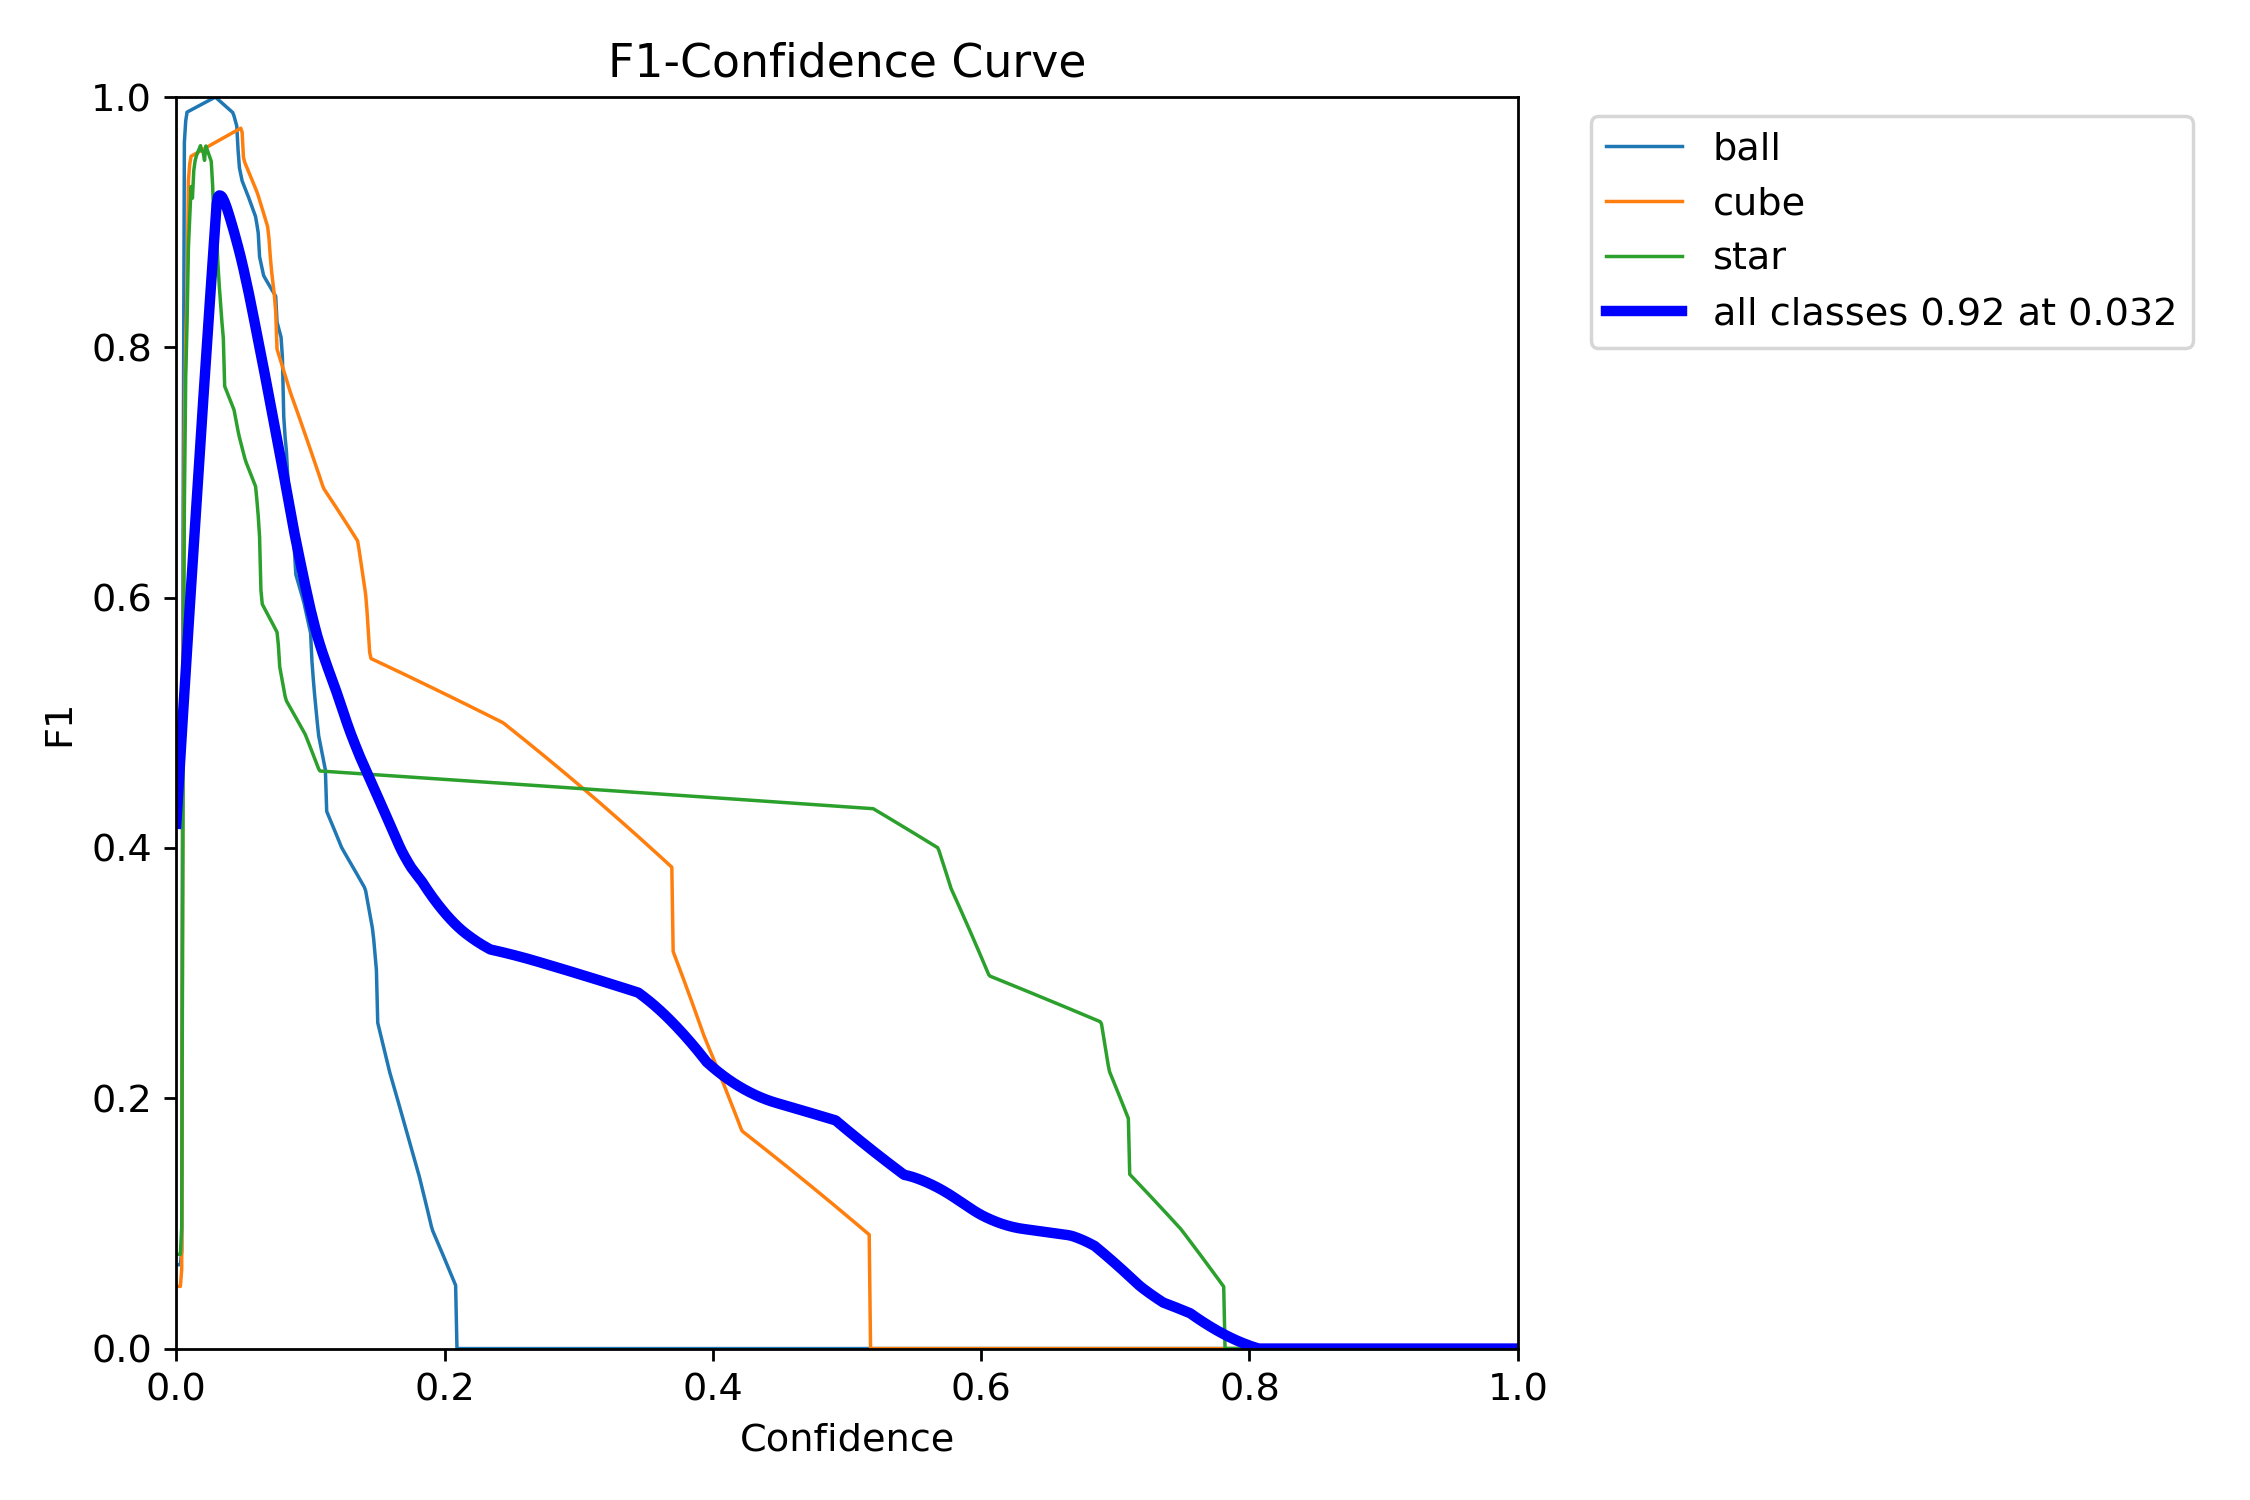 F1-Confidence Curve
1.0
0.8
0.6
0.4
0.2
0.0
F1
0.0 0.2 0.4 0.6 0.8 1.0
Confidence
ball
cube
star
all classes 0.92 at 0.032